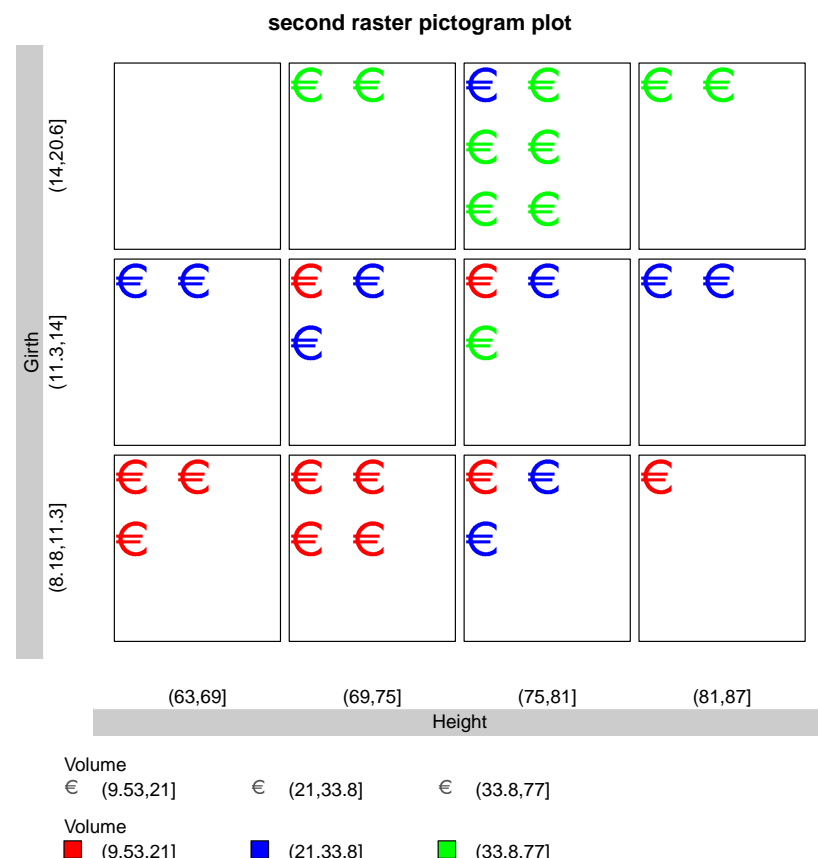 second raster pictogram plot
Girth
(14,20.6]
€ €
€ €
€ €
€ €
€ €
(11.3,14]
€ €
€ €
€
€ €
€
€ €
(8.18,11.3]
€ €
€
€ €
€ €
€ €
€
€
(63,69] (69,75] (75,81] (81,87]
Height
Volume
€ (9.53,21] € (21,33.8] € (33.8,77]
Volume
(9.53,21] (21,33.8] (33.8,77]